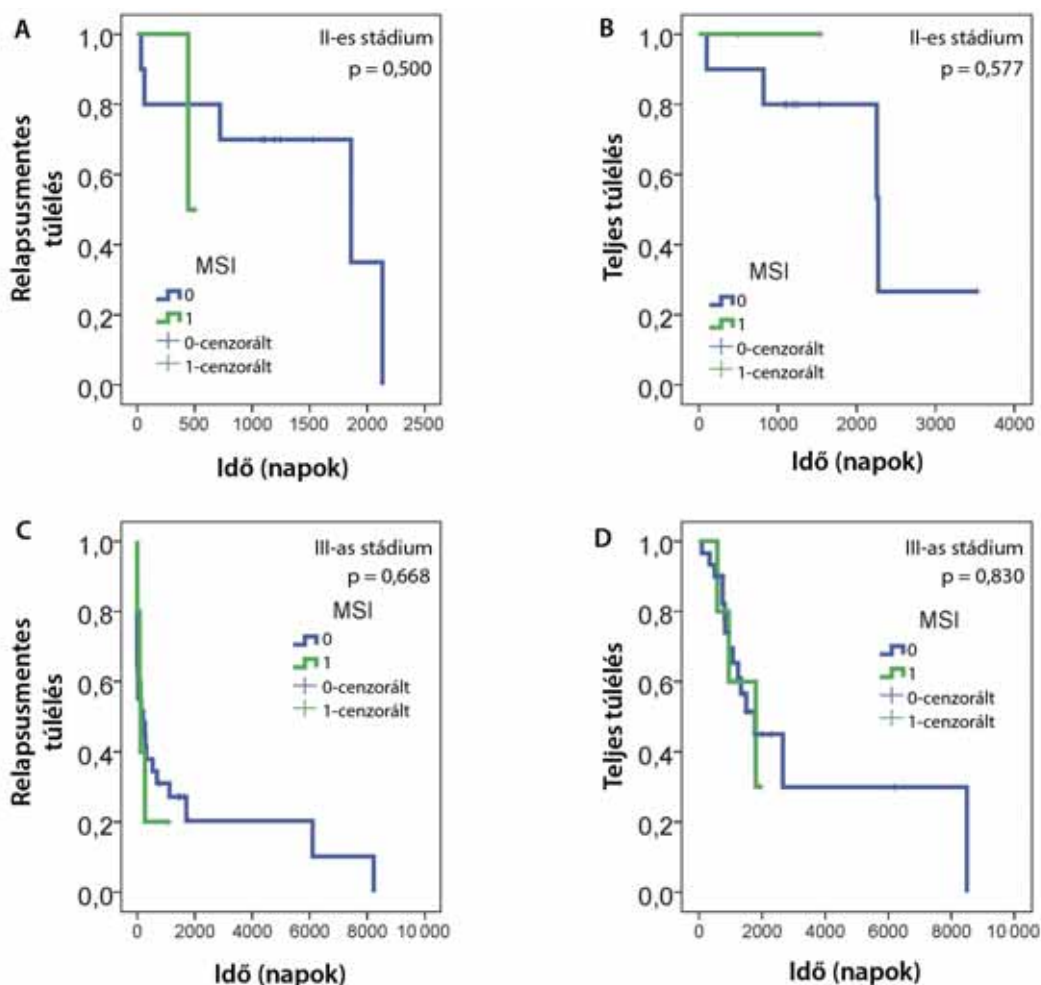 A
II-es stádium
p = 0,500
Relapsusmentes
túlélés
1,0
0,8
0,6
0,4
0,2
0,0
MSI
0
1
0-cenzorált
1-cenzorált
0 500 1000 1500 2000 2500
Idő (napok)
B
II-es stádium
p = 0,577
Teljes túlélés
1,0
0,8
0,6
0,4
0,2
0,0
MSI
0
1
0-cenzorált
1-cenzorált
0 1000 2000 3000 4000
Idő (napok)
C
III-as stádium
p = 0,668
Relapsusmentes
túlélés
1,0
0,8
0,6
0,4
0,2
0,0
MSI
0
1
0-cenzorált
1-cenzorált
0 2000 4000 6000 8000 10 000
Idő (napok)
D
III-as stádium
p = 0,830
Teljes túlélés
1,0
0,8
0,6
0,4
0,2
0,0
MSI
0
1
0-cenzorált
1-cenzorált
0 2000 4000 6000 8000 10 000
Idő (napok)